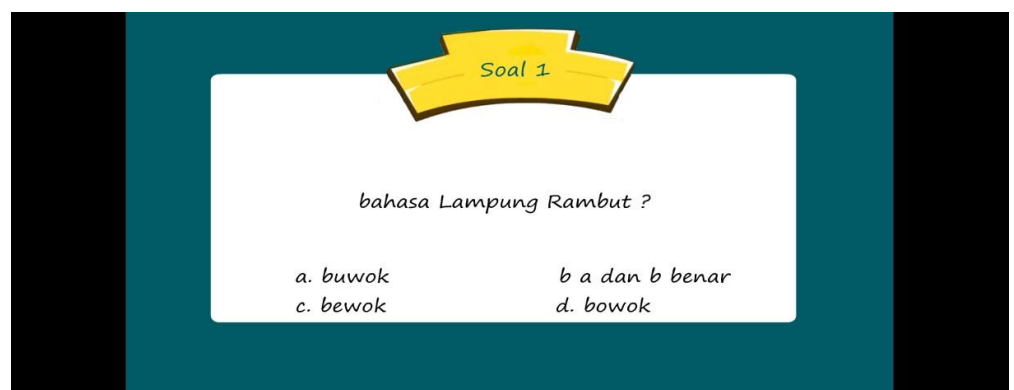 Soal 1
bahasa Lampung Rambut ?
a. buwok
b a dan b benar
c. bewok
d. bowok